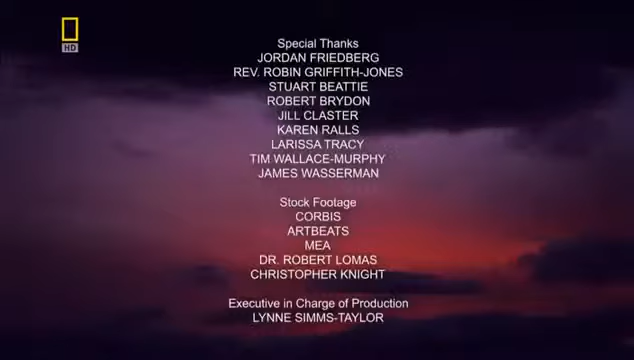 HD
Special Thanks
JORDAN FRIEDBERG
REV. ROBIN GRIFFITH-JONES
STUART BEATTIE
ROBERT BRYDON
JILL CLASTER
KAREN RALLS
LARISSA TRACY
TIM WALLACE-MURPHY
JAMES WASSERMAN
Stock Footage
CORBIS
ARTBEATS
MEA
DR. ROBERT LOMAS
CHRISTOPHER KNIGHT
Executive in Charge of Production
LYNNE SIMMS-TAYLOR